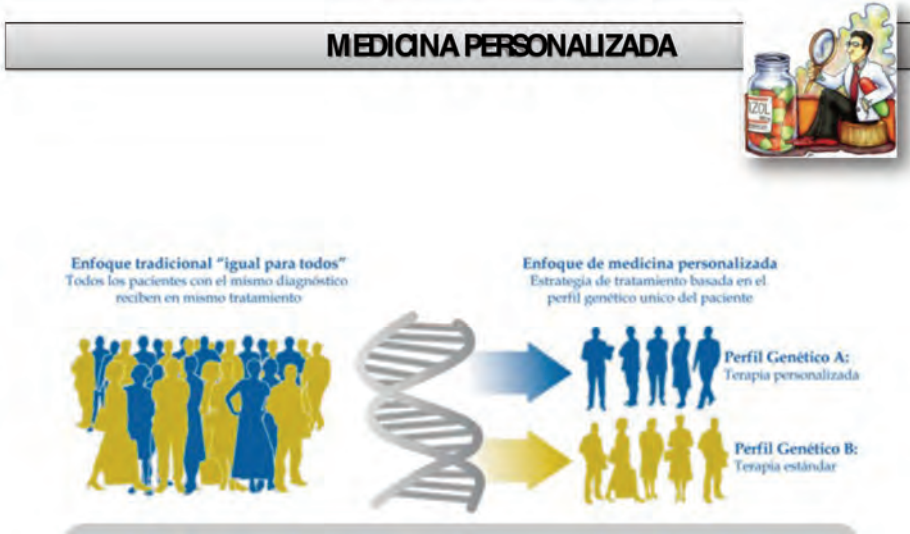 MEDICINA PERSONALIZADA
IZOL
Enfoque tradicional “igual para todos”
Todos los pacientes con el mismo diagnóstico
reciben en mismo tratamiento
Enfoque de medicina personalizada
Estrategia de tratamiento basada en el
perfil genético unico del paciente
Perfil Genético A:
Terapia personalizada
Perfil Genético B:
Terapia estándar